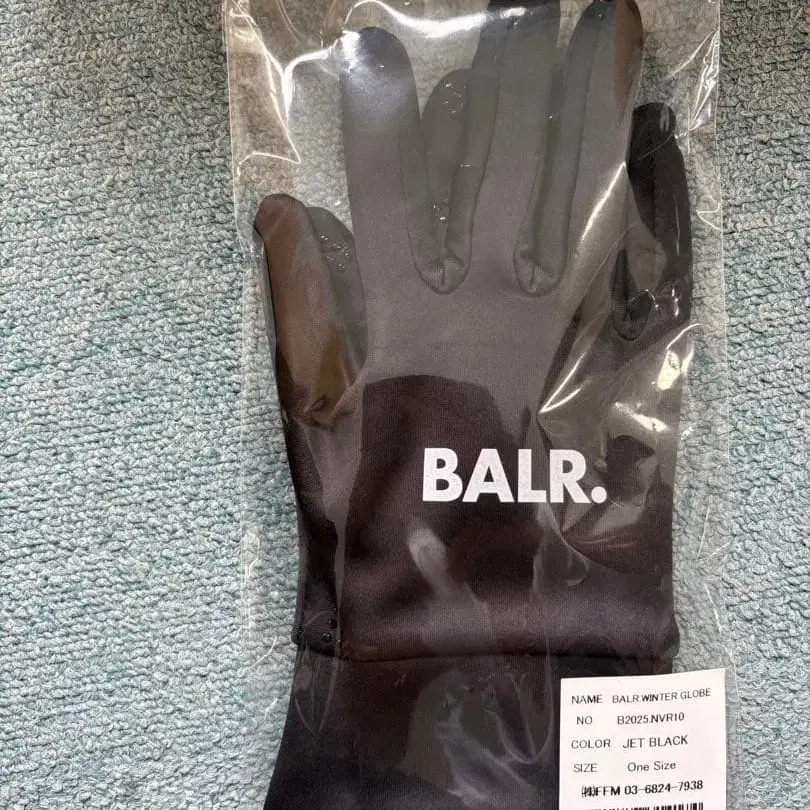 BALR.
NAME BALR.WINTER GLOBE
NO B2025.NVR10
COLOR JET BLACK
SIZE One Size
㈱FFM 03-6824-7938